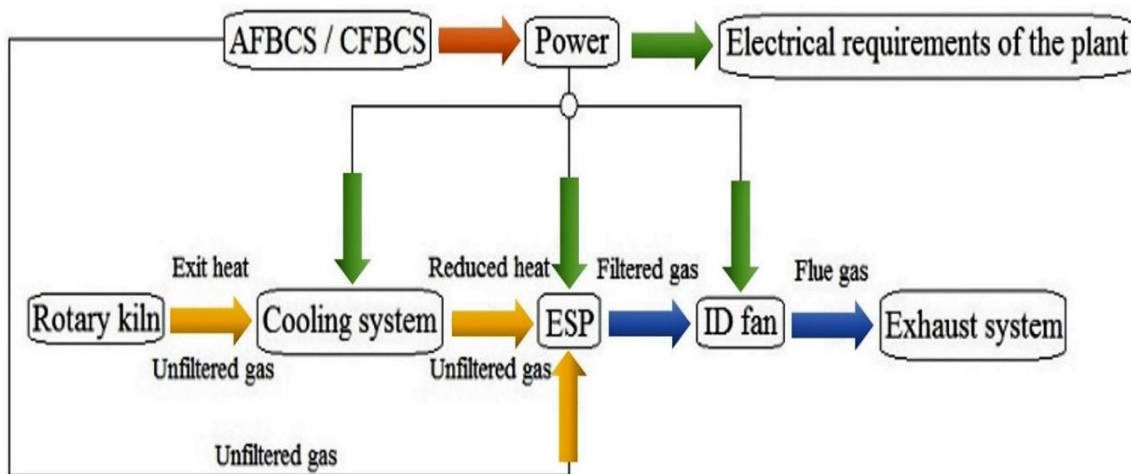 AFBCS / CFBCS
Power
Electrical requirements of the plant
Exit heat
Reduced heat
Filtered gas
Flue gas
Rotary kiln
Cooling system
ESP
ID fan
Exhaust system
Unfiltered gas
Unfiltered gas
Unfiltered gas